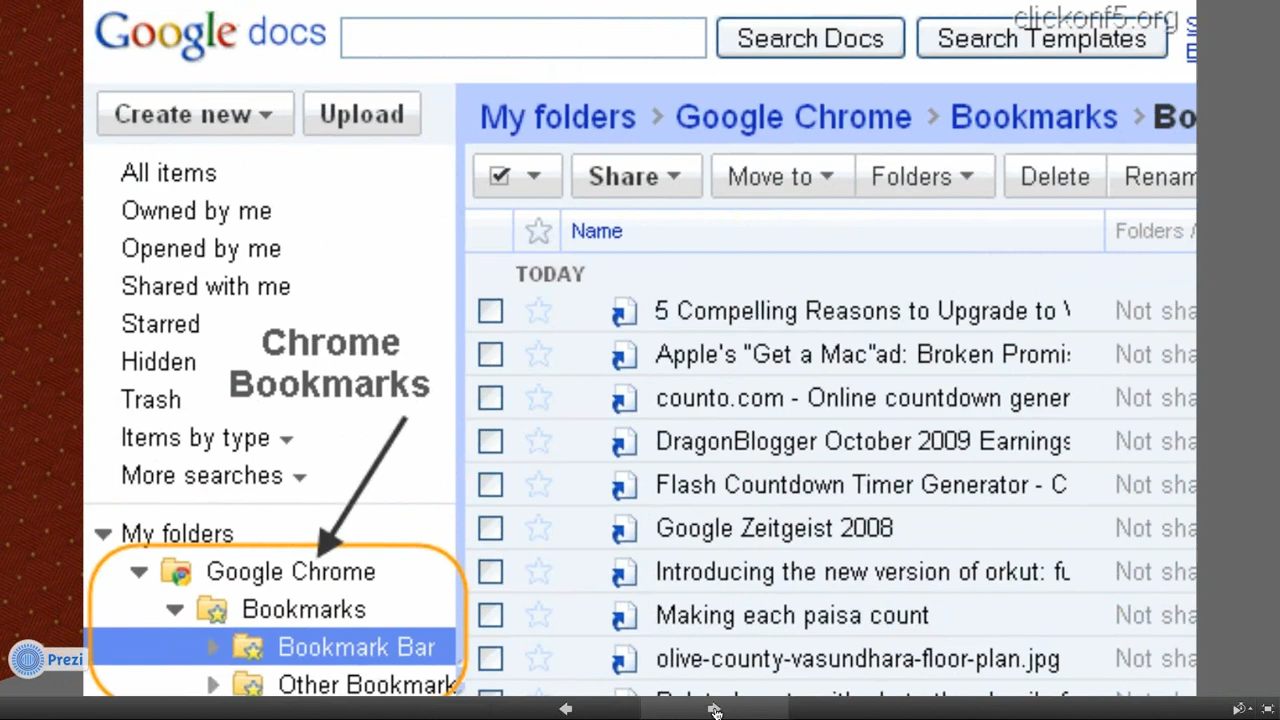 clickonf5.org
Google docs
Search Docs
Search Templates
Create new
Upload
My folders > Google Chrome > Bookmarks > Bo
Share
Move to
Folders
Delete
Renam
All items
Owned by me
Opened by me
Shared with me
Starred
Hidden
Trash
Items by type
More searches
Chrome
Bookmarks
My folders
Google Chrome
Bookmarks
Bookmark Bar
Other Bookmark
Name
Folders /
TODAY
5 Compelling Reasons to Upgrade to Not sha
Apple's "Get a Mac"ad: Broken Promi Not sha
counto.com - Online countdown gener Not sha
DragonBlogger October 2009 Earnings Not sha
Flash Countdown Timer Generator - C Not sha
Google Zeitgeist 2008 Not sha
Introducing the new version of orkut: fu Not sha
Making each paisa count Not sha
olive-county-vasundhara-floor-plan.jpg Not sha
Prezi